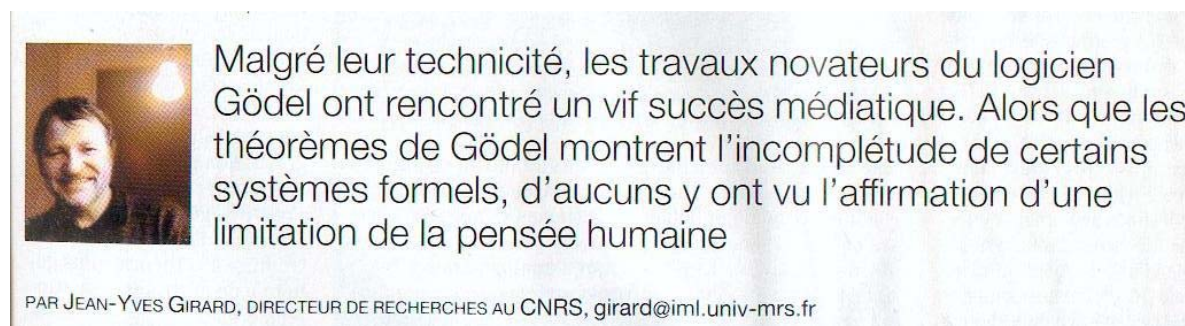 Malgré leur technicité, les travaux novateurs du logicien
Gödel ont rencontré un vif succès médiatique. Alors que les
théorèmes de Gödel montrent l'incomplétude de certains
systèmes formels, d'aucuns y ont vu l'affirmation d'une
limitation de la pensée humaine
PAR JEAN-YVES GIRARD, DIRECTEUR DE RECHERCHES AU CNRS, girard@iml.univ-mrs.fr